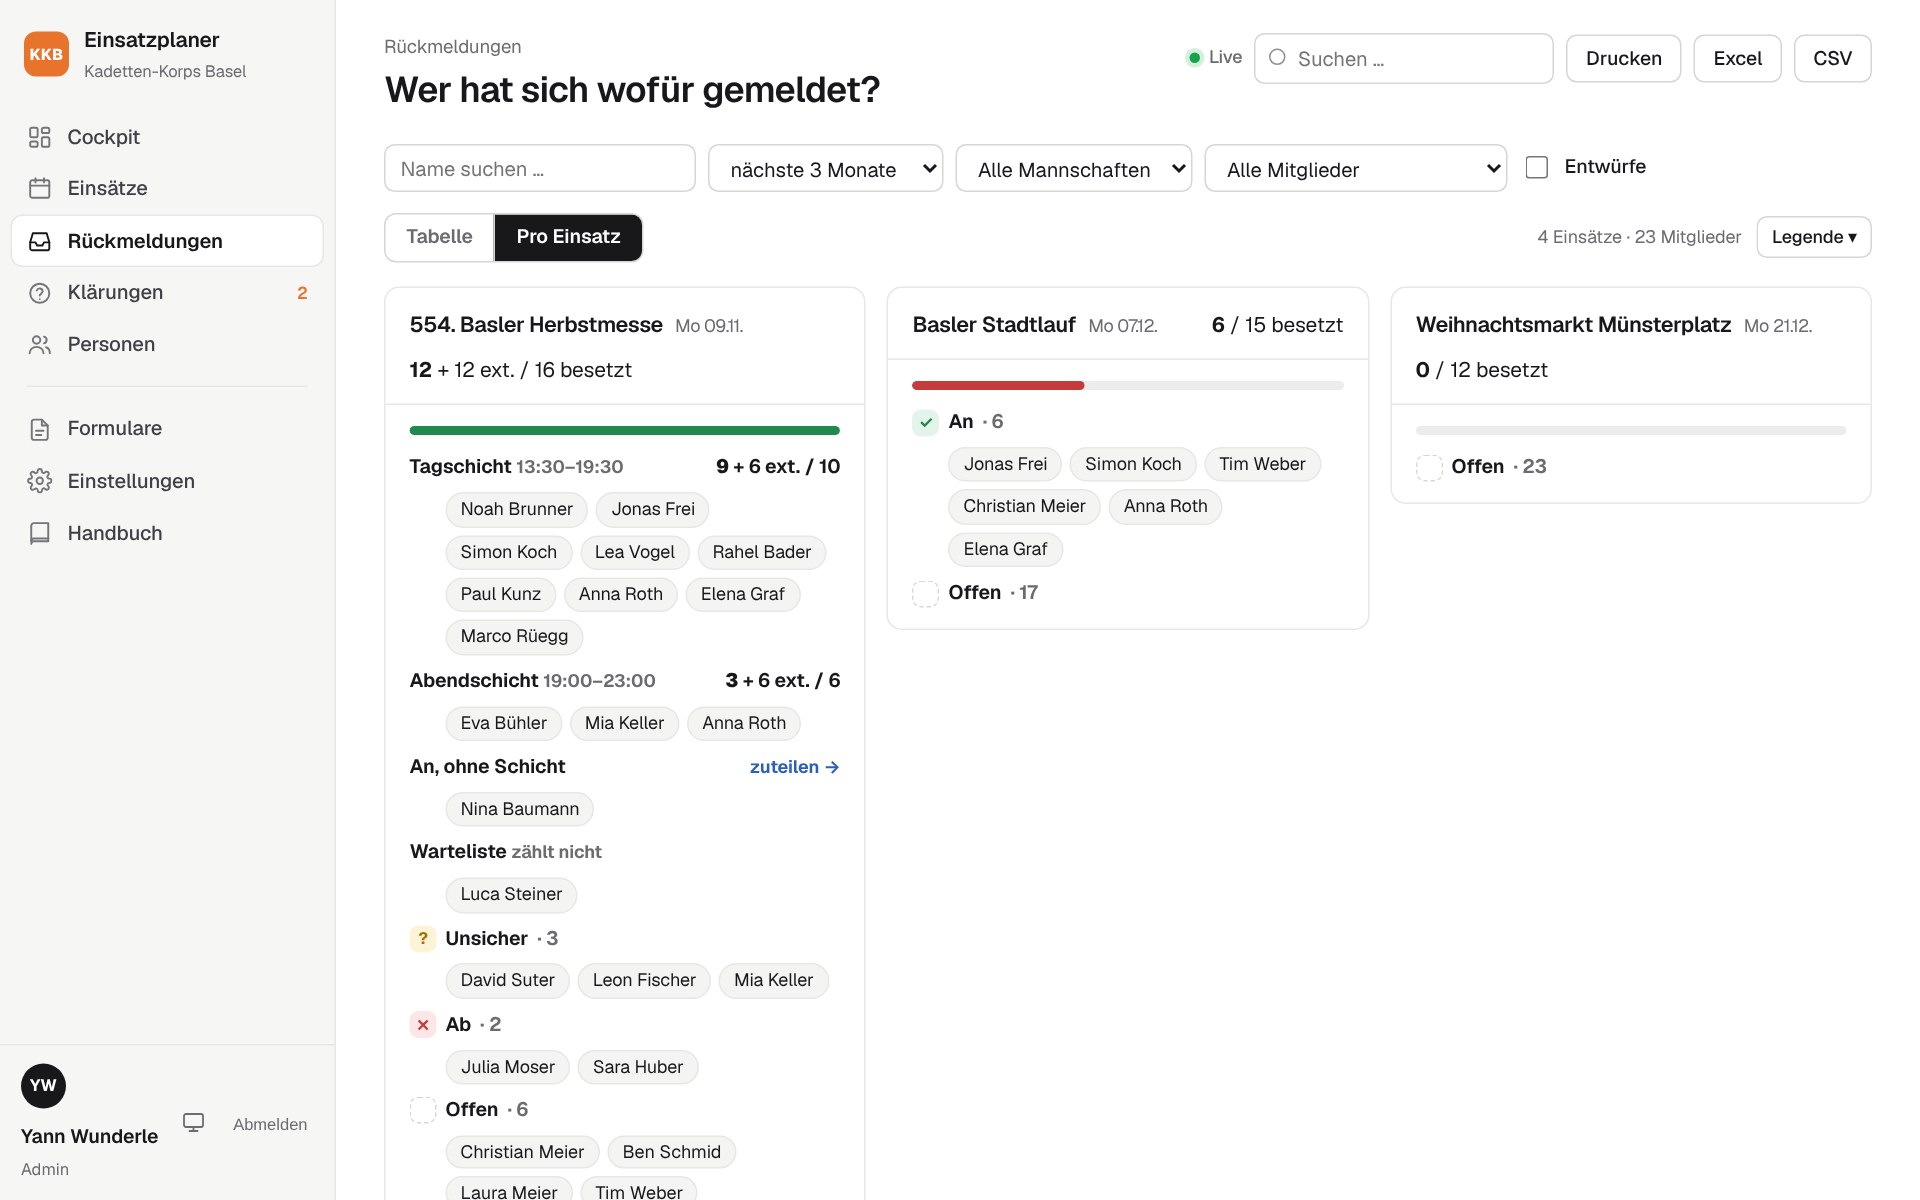 KKB
Einsatzplaner
Kadetten-Korps Basel
Cockpit
Einsätze
Rückmeldungen
Klärungen 2
Personen
Formulare
Einstellungen
Handbuch
YW
Yann Wunderle
Admin
Abmelden
Rückmeldungen
Wer hat sich wofür gemeldet?
Live
Suchen …
Drucken
Excel
CSV
Name suchen …
nächste 3 Monate
Alle Mannschaften
Alle Mitglieder
Entwürfe
Tabelle
Pro Einsatz
4 Einsätze · 23 Mitglieder
Legende ▾
554. Basler Herbstmesse Mo 09.11.
12 + 12 ext. / 16 besetzt
Tagschicht 13:30–19:30 9 + 6 ext. / 10
Noah Brunner Jonas Frei
Simon Koch Lea Vogel Rahel Bader
Paul Kunz Anna Roth Elena Graf
Marco Rüegg
Abendschicht 19:00–23:00 3 + 6 ext. / 6
Eva Bühler Mia Keller Anna Roth
An, ohne Schicht zuteilen →
Nina Baumann
Warteliste zählt nicht
Luca Steiner
? Unsicher · 3
David Suter Leon Fischer Mia Keller
✕ Ab · 2
Julia Moser Sara Huber
Offen · 6
Christian Meier Ben Schmid
Laura Meier Tim Weber
Basler Stadtlauf Mo 07.12. 6 / 15 besetzt
✓ An · 6
Jonas Frei Simon Koch Tim Weber
Christian Meier Anna Roth
Elena Graf
Offen · 17
Weihnachtsmarkt Münsterplatz Mo 21.12.
0 / 12 besetzt
Offen · 23